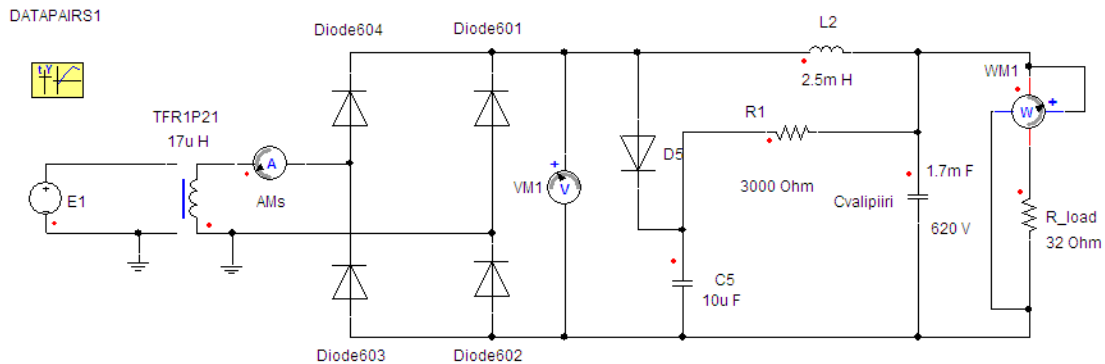 DATAPAIRS1
t Y
Diode604
Diode601
L2
2.5m H
WM1
W
+
TFR1P21
17u H
A
AMs
E1
+
-
VM1
V
+
D5
R1
3000 Ohm
1.7m F
Cvalipiiri
620 V
R_load
32 Ohm
C5
10u F
Diode603
Diode602